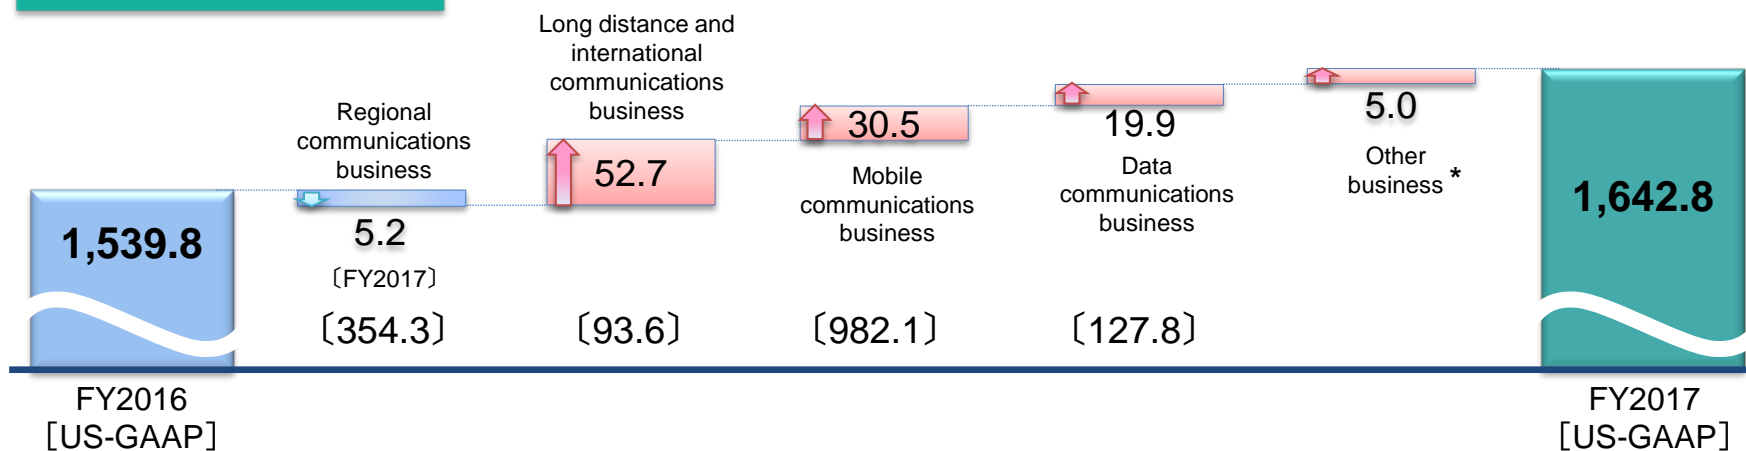 Long distance and
international
communications
business
Regional
communications
business
1,539.8
5.2
〔FY2017〕
〔354.3〕
52.7
〔93.6〕
30.5
Mobile
communications
business
〔982.1〕
19.9
Data
communications
business
〔127.8〕
5.0
Other
business *
1,642.8
FY2016
［US-GAAP］
FY2017
［US-GAAP］